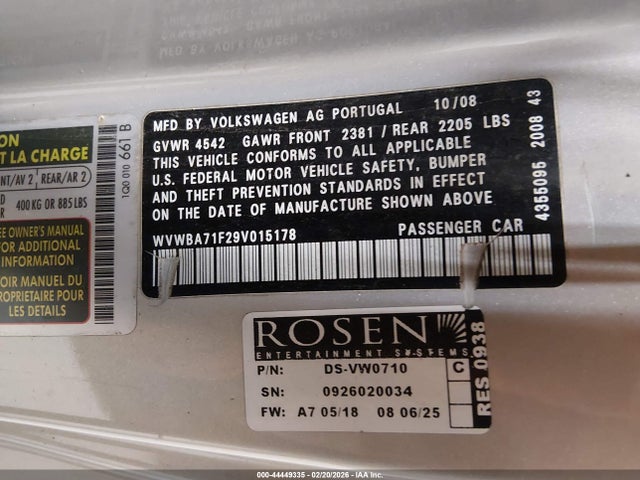 MFD BY VOLKSWAGEN AG PORTUGAL 10/08
GVWR 4542 GAWR FRONT 2381 / REAR 2205 LBS
THIS VEHICLE CONFORMS TO ALL APPLICABLE
U.S. FEDERAL MOTOR VEHICLE SAFETY, BUMPER
AND THEFT PREVENTION STANDARDS IN EFFECT
ON THE DATE OF MANUFACTURE SHOWN ABOVE
WVWBA71F29V015178 PASSENGER CAR
4355095 2008 43
ION
T LA CHARGE
NT/AV 2 REAR/AR 2
D
R 400 KG OR 885 LBS
OWNER'S MANUAL
FOR ADDITIONAL
INFORMATION
OIR MANUEL DU
PROPRIETAIRE POUR
LES DETAILS
1Q0 010 661 B
ROSEN
ENTERTAINMENT SYSTEMS
P/N: DS-VW0710 C
SN: 0926020034
FW: A7 05/18 08 06/25
RES 0938
000-44449335 - 02/20/2026 - IAA Inc.